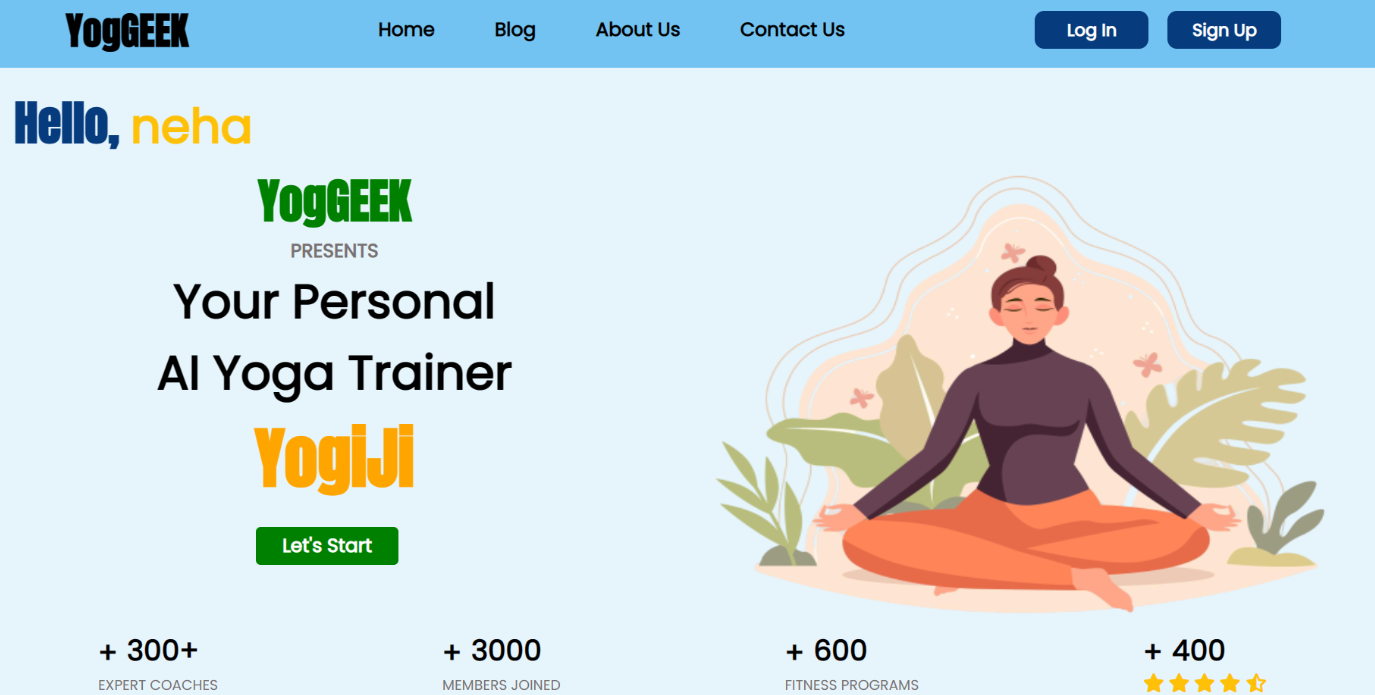 YogGEEK Home Blog About Us Contact Us Log In Sign Up
Hello, neha
YogGEEK
PRESENTS
Your Personal
AI Yoga Trainer
YogiJi
Let's Start
+ 300+ + 3000 + 600 + 400
EXPERT COACHES MEMBERS JOINED FITNESS PROGRAMS